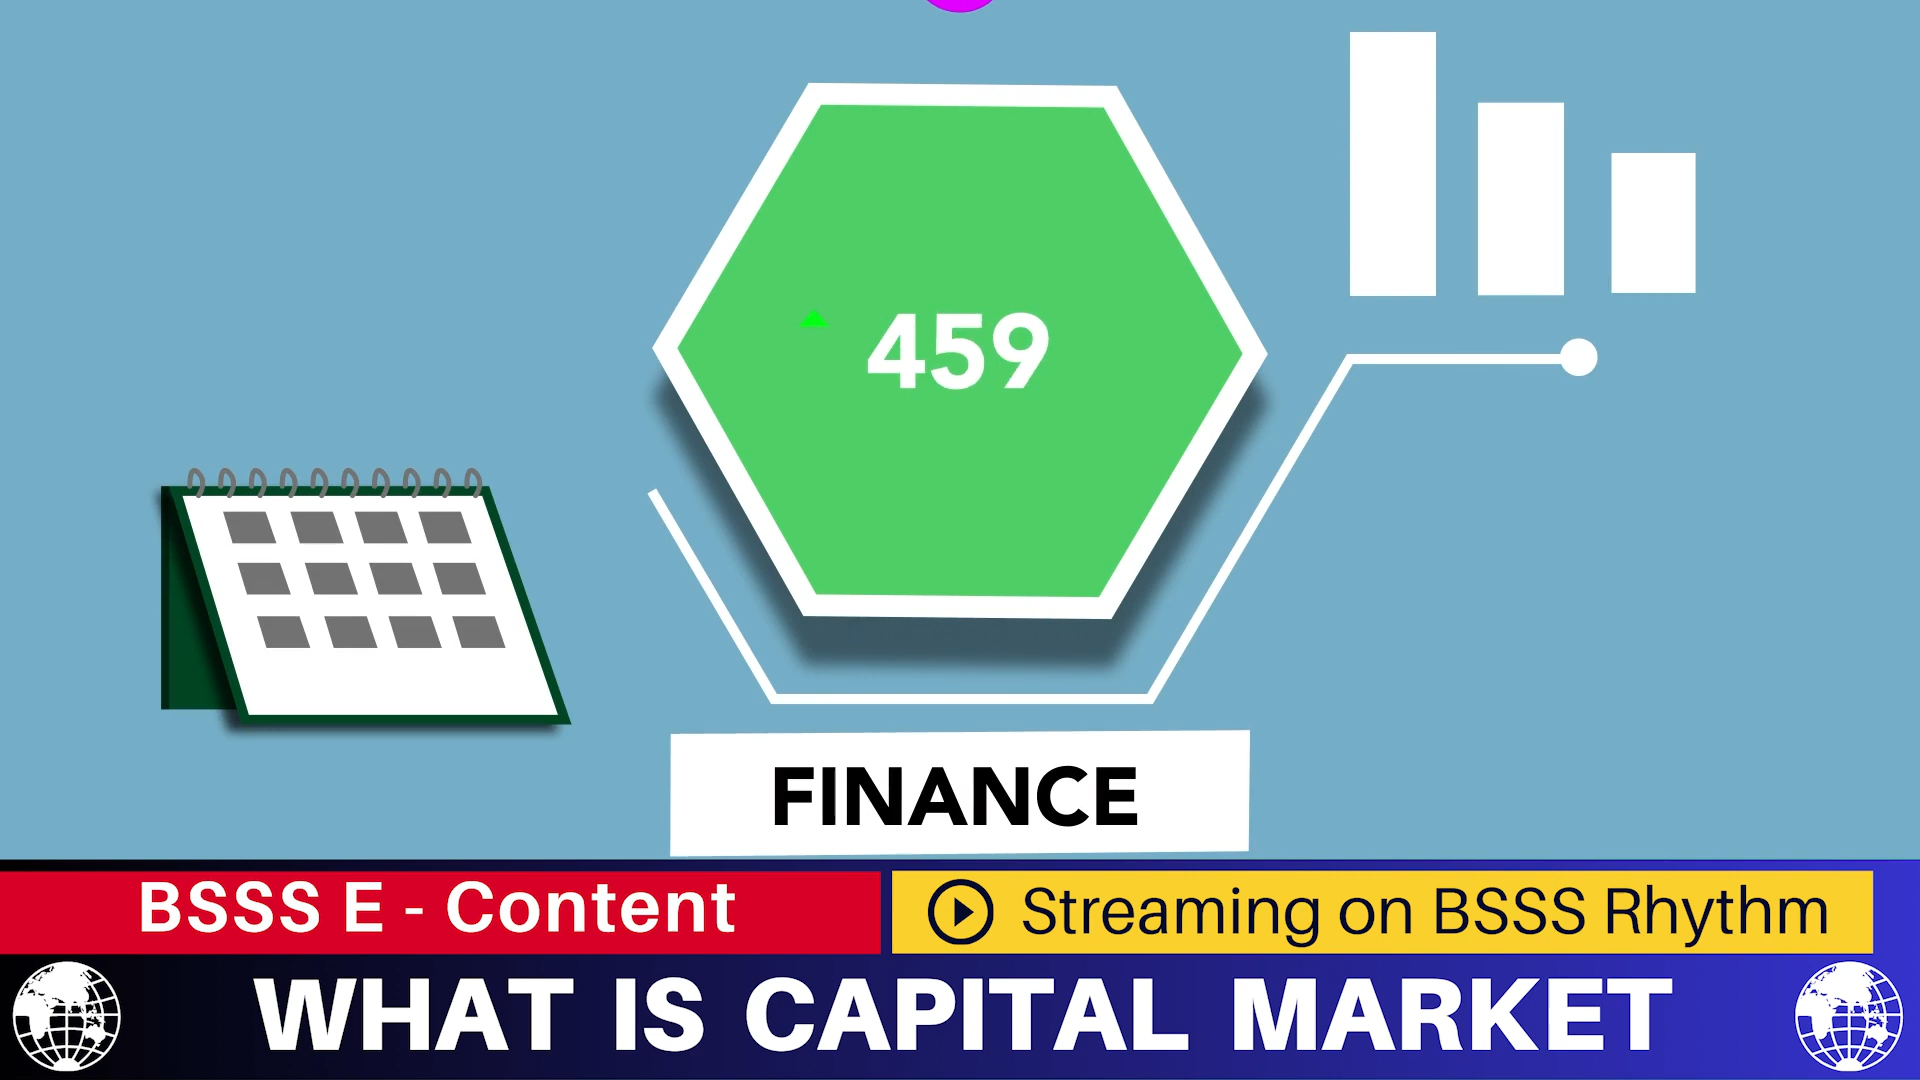 459
FINANCE
BSSS E - Content
Streaming on BSSS Rhythm
WHAT IS CAPITAL MARKET